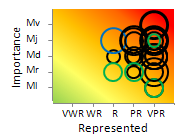 Importance
Mv
Mj
Md
Mr
Ml
VWR WR R PR VPR
Represented